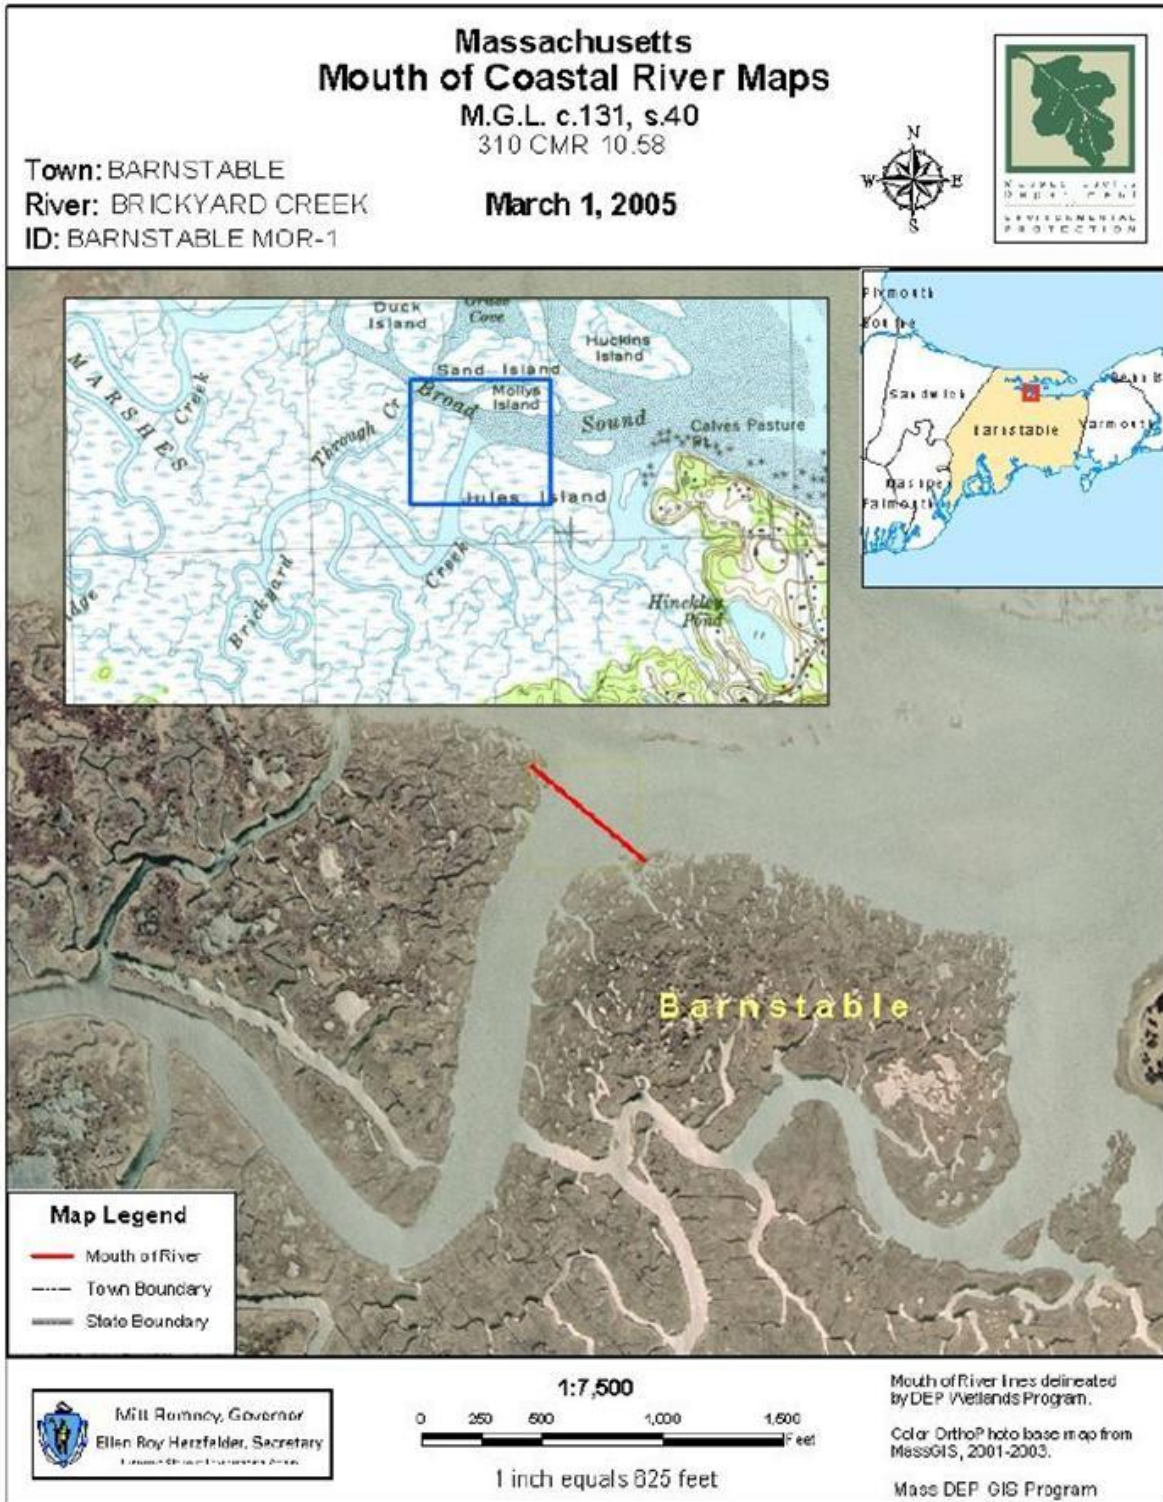 Massachusetts
Mouth of Coastal River Maps
M.G.L. c.131, s.40
310 CMR 10.58
March 1, 2005
Town: BARNSTABLE
River: BRICKYARD CREEK
ID: BARNSTABLE MOR-1
N
W E
S
ENVIRONMENTAL
PROTECTION
Duck
Island
Cove
Huckins
Island
Sand Island
Mollys
Island
Broad
Sound
Calves Pasture
Pt.
MARSHES
Creek
Through Cr
Jules Island
Brickyard
Creek
Hinckley
Pond
11
Plymouth
Sandwich
Barnstable
Yarmouth
Falmouth
Barnstable
Map Legend
Mouth of River
Town Boundary
State Boundary
Mitt Romney, Governor
Ellen Roy Herzfelder, Secretary
1:7,500
0 250 500 1,000 1,500
Feet
1 inch equals 625 feet
Mouth of River lines delineated
by DEP Wetlands Program.
Color OrthoPhoto base map from
MassGIS, 2001-2003.
Mass DEP GIS Program